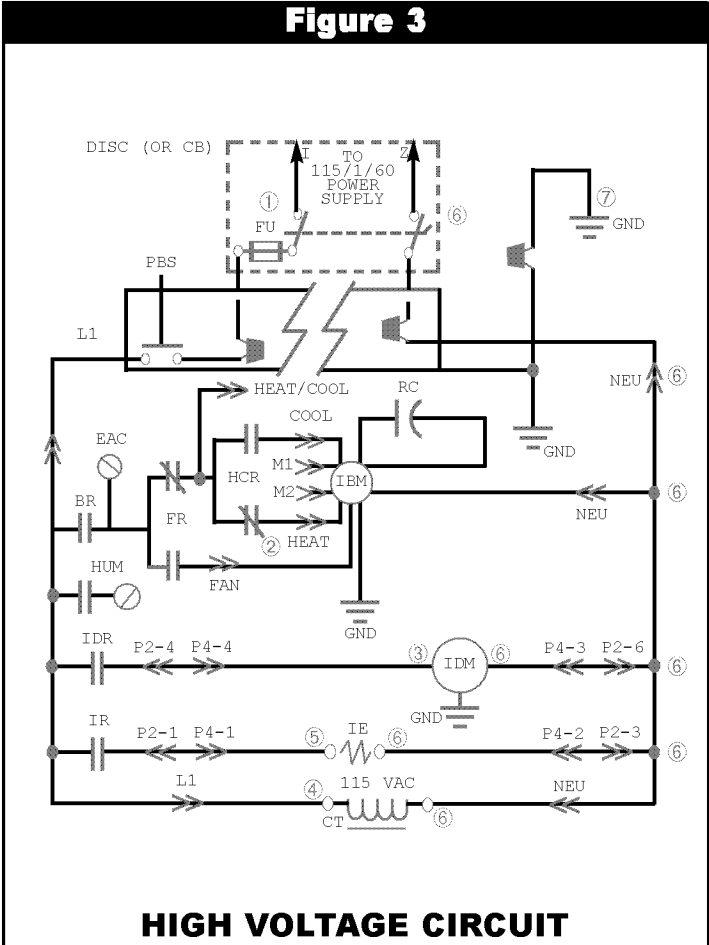 Figure 3
DISC (OR CB)
I
TO
Z
115/1/60
POWER
SUPPLY
①
FU
⑥
⑦
GND
PBS
L1
NEU
⑥
HEAT/COOL
RC
COOL
GND
EAC
M1
HCR
IBM
M2
⑥
BR
FR
NEU
②
HEAT
HUM
FAN
GND
IDR
P2-4
P4-4
③
IDM
⑥
P4-3
P2-6
⑥
GND
IR
P2-1
P4-1
⑤
IE
⑥
P4-2
P2-3
⑥
L1
④
115 VAC
NEU
CT
⑥
HIGH VOLTAGE CIRCUIT